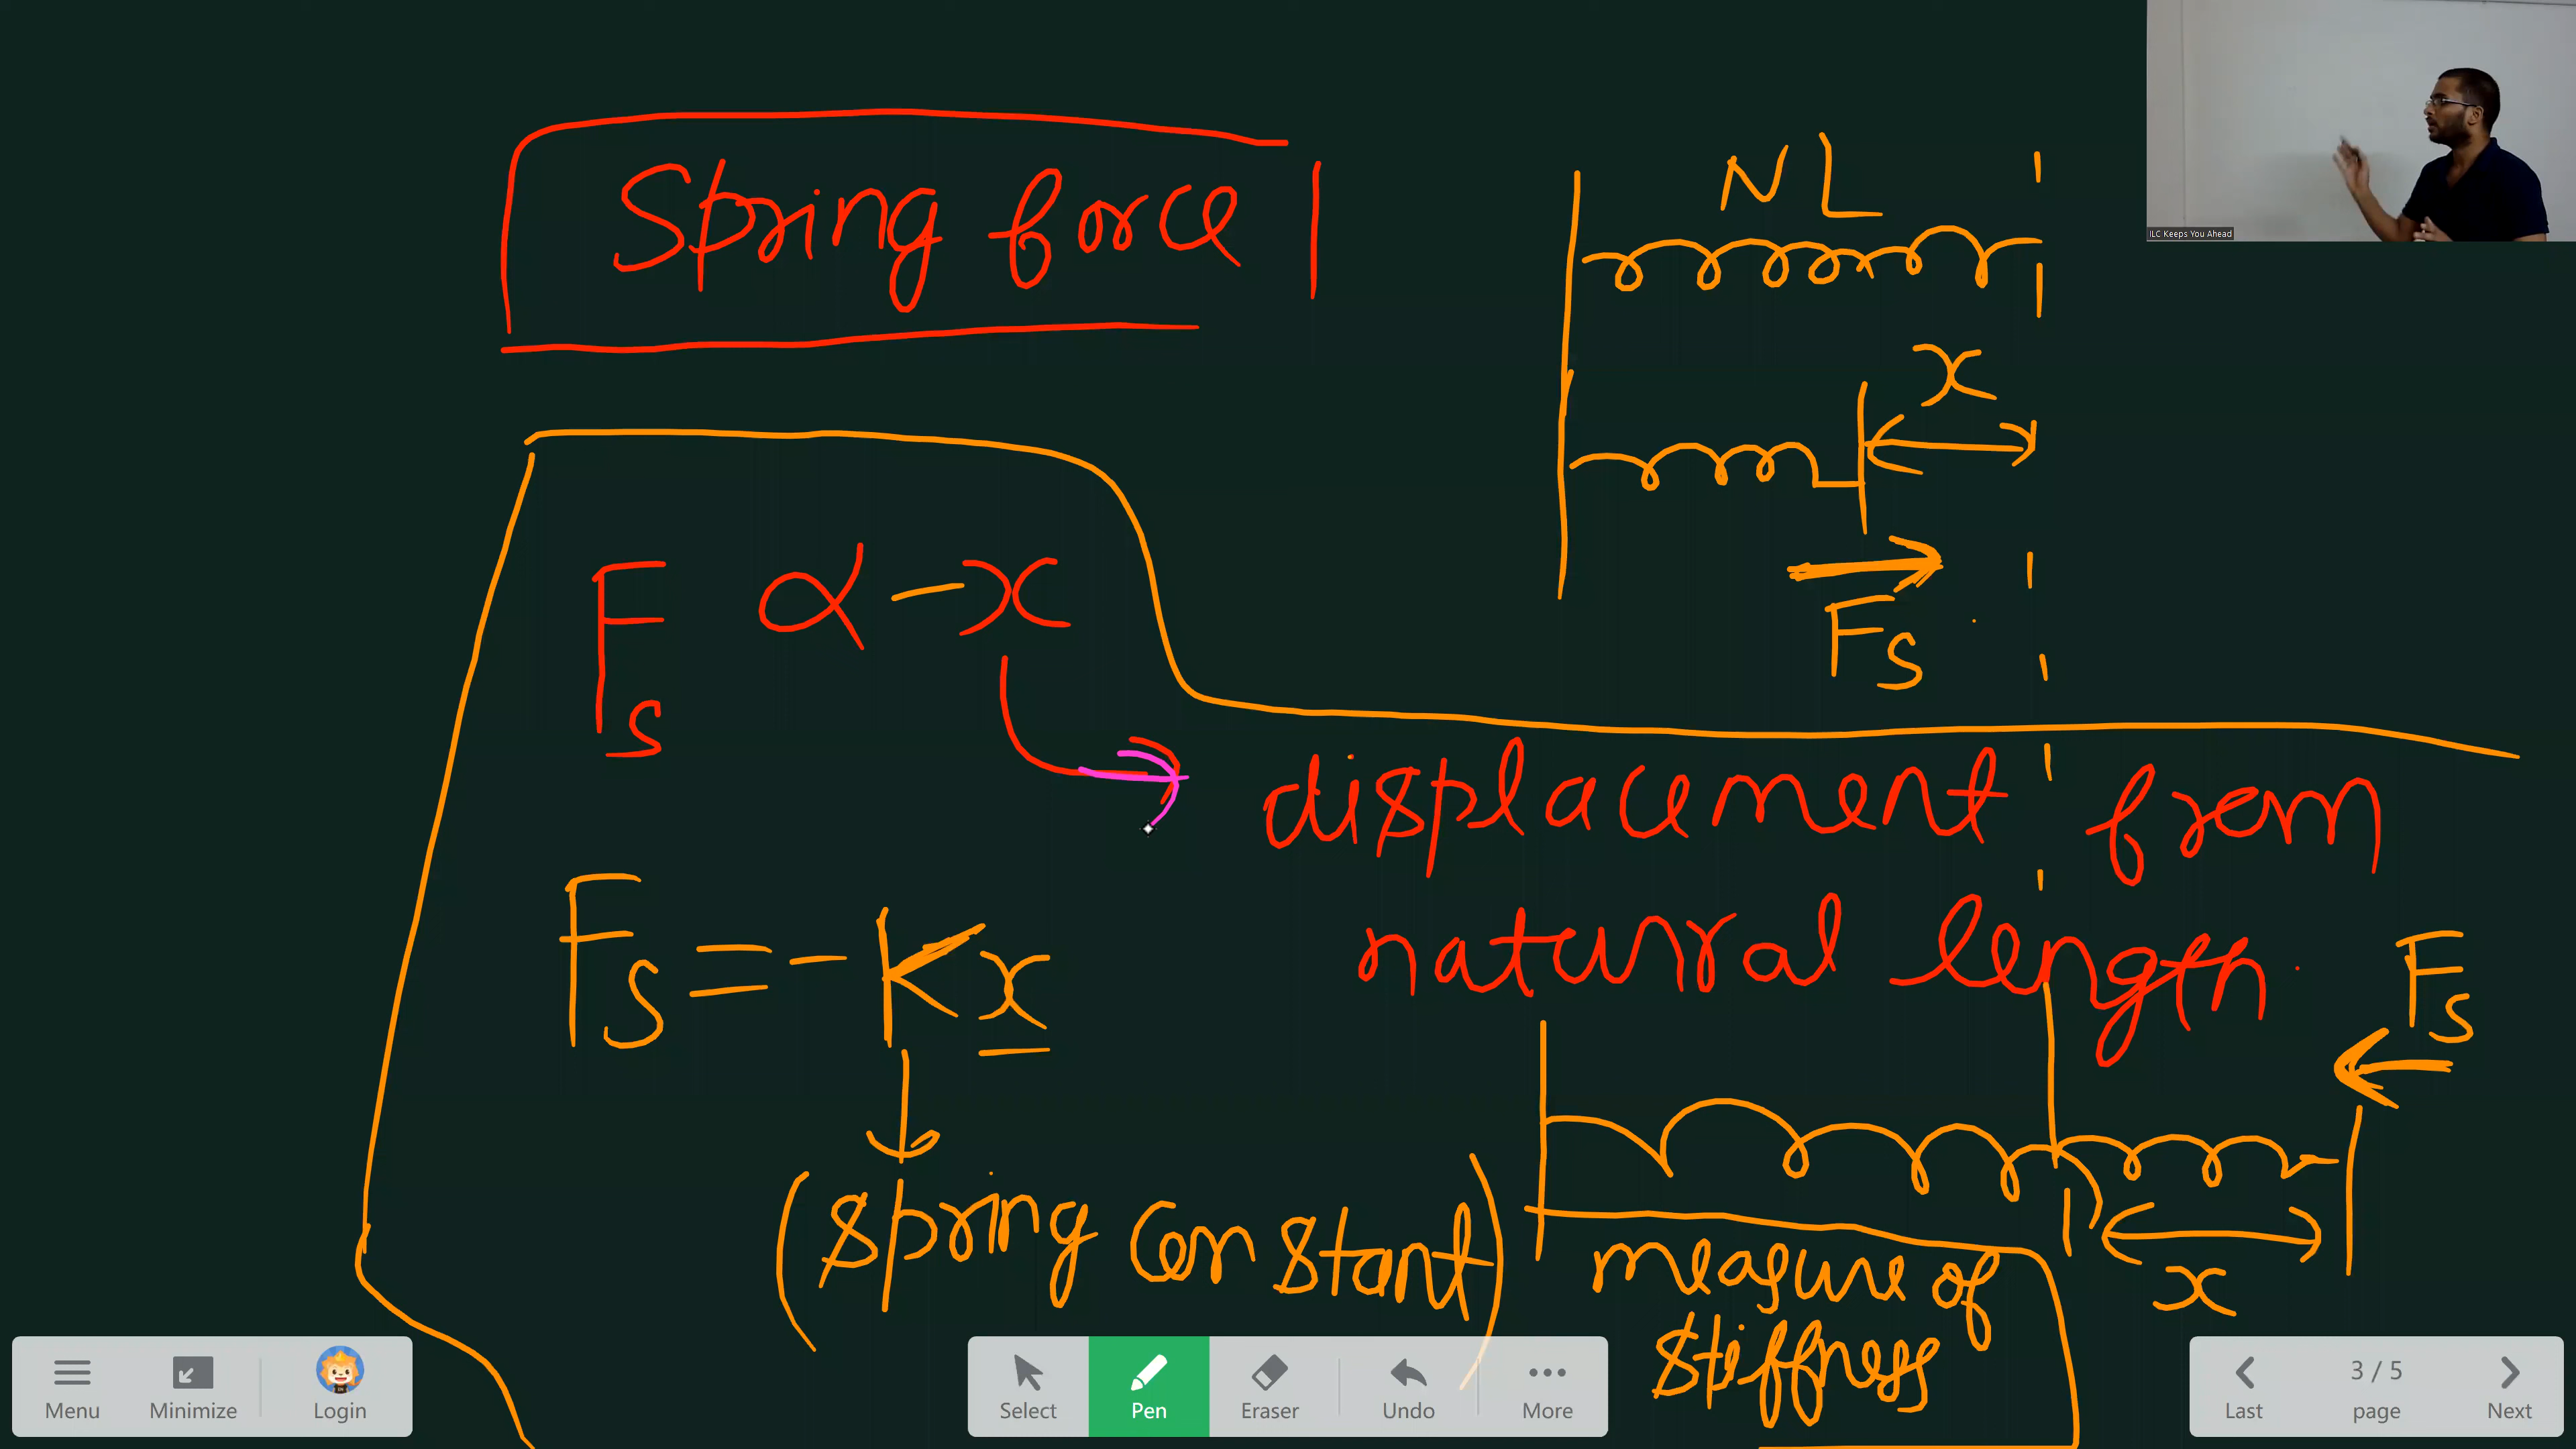 Spring force
NL
ILC Keeps You Ahead
x
Fs
Fs α -x
displacement from
natural length.
Fs = -Kx
Fs
(Spring Constant)
x
measure of
stiffness
Menu
Minimize
Login
Select
Pen
Eraser
Undo
More
Last
3 / 5
page
Next